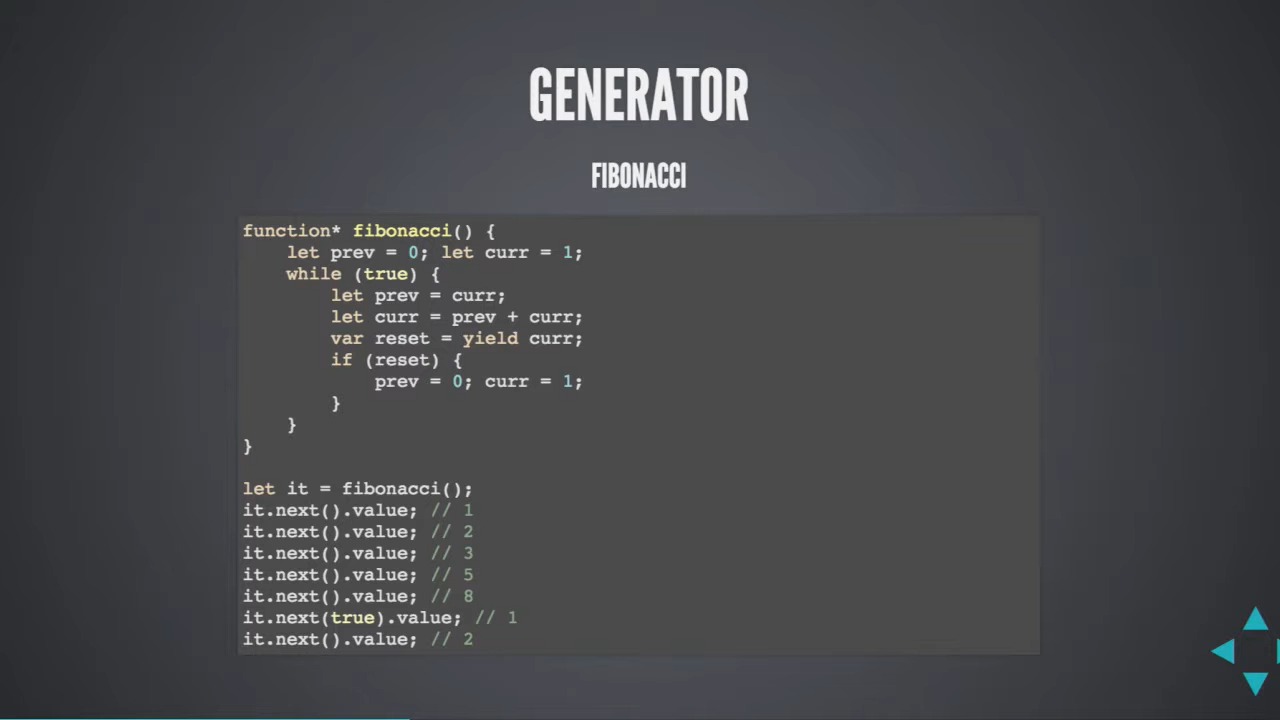 GENERATOR
FIBONACCI
function* fibonacci() {
    let prev = 0; let curr = 1;
    while (true) {
        let prev = curr;
        let curr = prev + curr;
        var reset = yield curr;
        if (reset) {
            prev = 0; curr = 1;
        }
    }
}
let it = fibonacci();
it.next().value; // 1
it.next().value; // 2
it.next().value; // 3
it.next().value; // 5
it.next().value; // 8
it.next(true).value; // 1
it.next().value; // 2